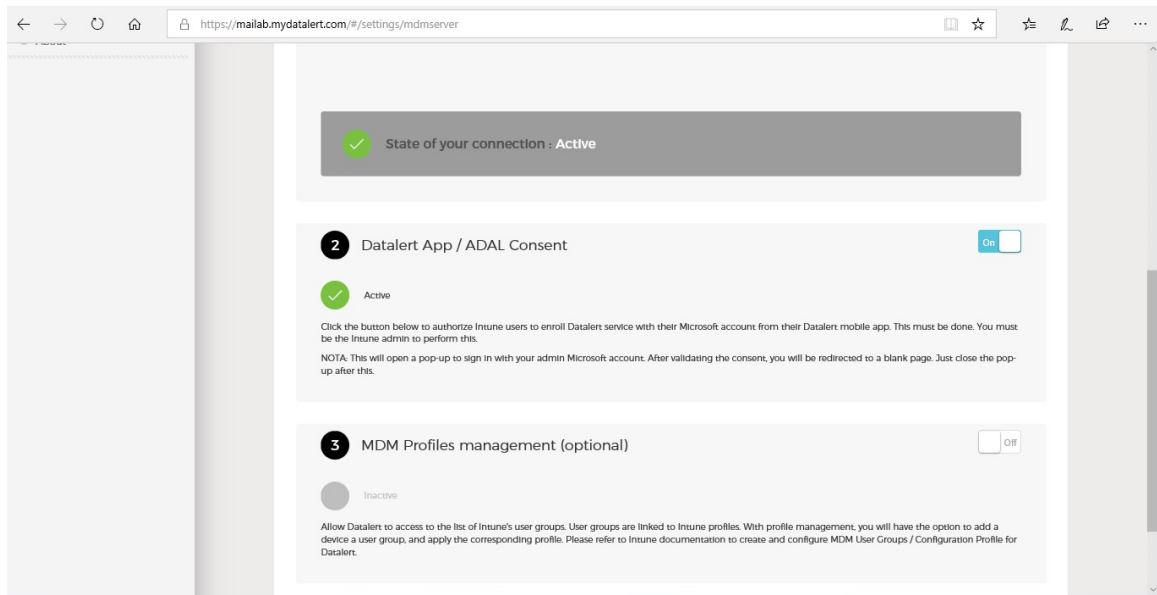 https://mailab.mydatalert.com/#/settings/mdmserver
State of your connection : Active
2 Datalert App / ADAL Consent
On
Active
Click the button below to authorize Intune users to enroll Datalert service with their Microsoft account from their Datalert mobile app. This must be done. You must
be the Intune admin to perform this.
NOTA: This will open a pop-up to sign in with your admin Microsoft account. After validating the consent, you will be redirected to a blank page. Just close the pop-
up after this.
3 MDM Profiles management (optional)
Off
Inactive
Allow Datalert to access to the list of Intune's user groups. User groups are linked to Intune profiles. With profile management, you will have the option to add a
device a user group, and apply the corresponding profile. Please refer to Intune documentation to create and configure MDM User Groups / Configuration Profile for
Datalert.